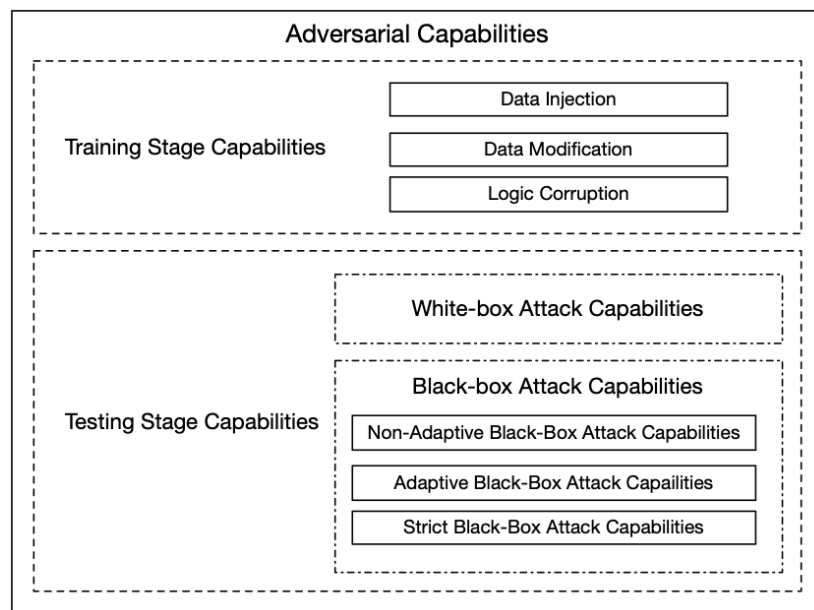 Adversarial Capabilities
Training Stage Capabilities
Data Injection
Data Modification
Logic Corruption
Testing Stage Capabilities
White-box Attack Capabilities
Black-box Attack Capabilities
Non-Adaptive Black-Box Attack Capabilities
Adaptive Black-Box Attack Capailities
Strict Black-Box Attack Capabilities